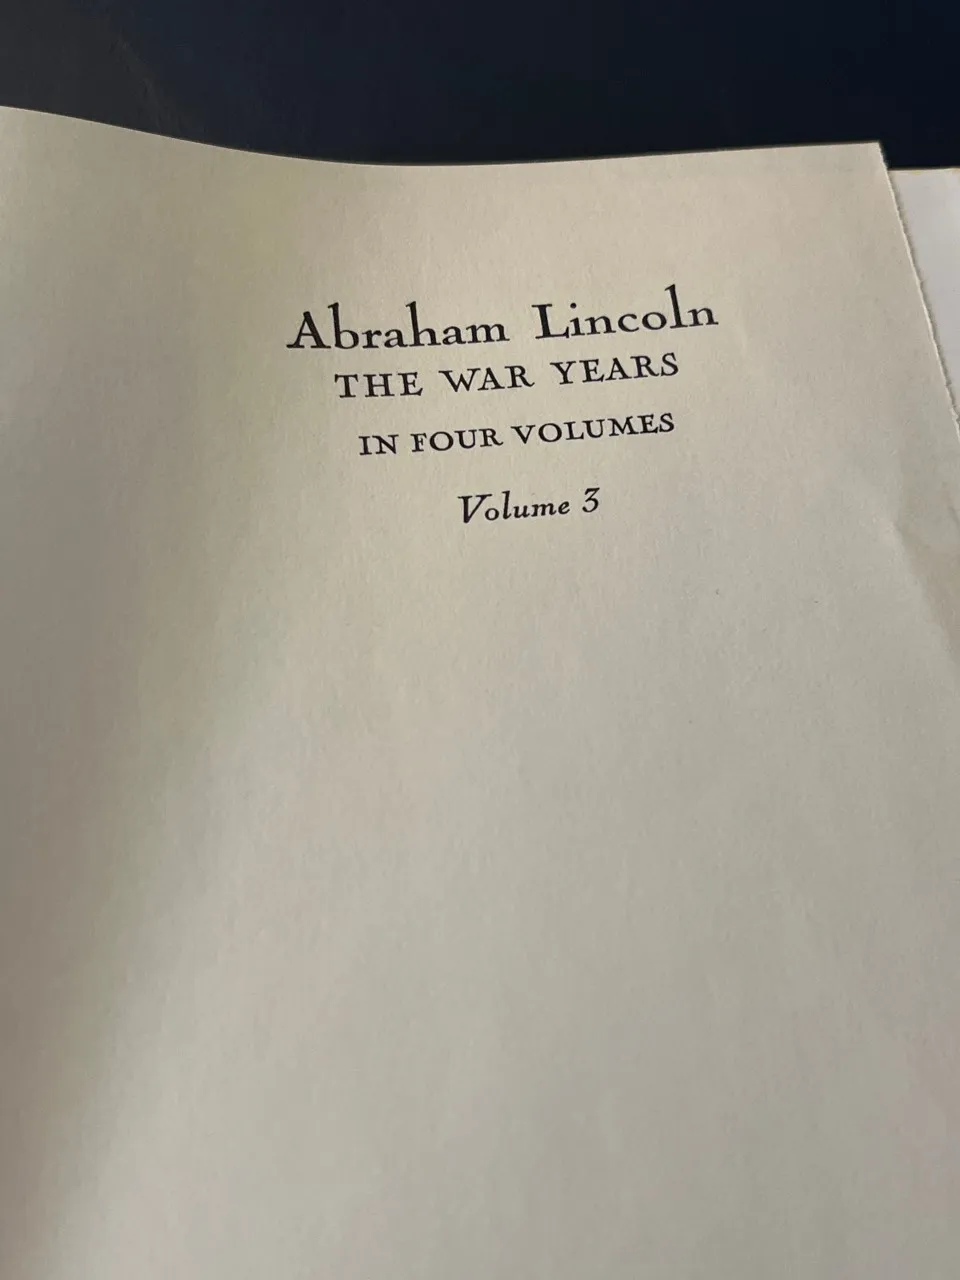 Abraham Lincoln
THE WAR YEARS
IN FOUR VOLUMES
Volume 3